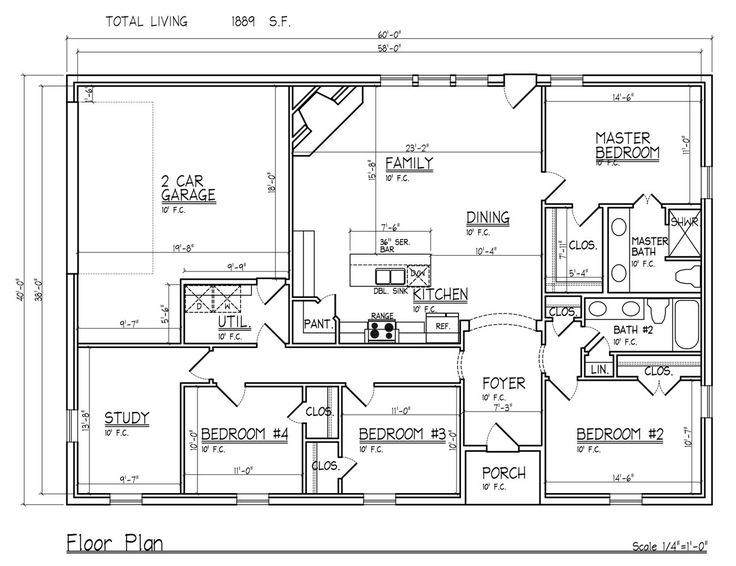 TOTAL LIVING 1889 S.F.
60'-0"
58'-0"
1'-6"
14'-6"
MASTER
BEDROOM
10' F.C.
11'-0"
23'-2"
FAMILY
10' F.C.
15'-8"
2 CAR
GARAGE
10' F.C.
18'-0"
DINING
10' F.C.
7'-6"
36" SER.
BAR
10'-4"
CLOS.
7'-1"
5'-4"
SHWR
MASTER
BATH
10' F.C.
19'-8"
9'-9"
40'-0"
38'-0"
D/W
DBL. SINK
KITCHEN
10' F.C.
D
W
5'-6"
UTIL.
10' F.C.
9'-7"
PANT.
RANGE
REF.
CLOS.
BATH #2
10' F.C.
LIN.
CLOS.
FOYER
10' F.C.
7'-3"
STUDY
10' F.C.
13'-8"
9'-7"
BEDROOM #4
10' F.C.
10'-0"
11'-0"
CLOS.
CLOS.
11'-0"
BEDROOM #3
10' F.C.
10'-0"
PORCH
10' F.C.
BEDROOM #2
10' F.C.
10'-7"
14'-6"
Floor Plan
Scale 1/4"=1'-0"